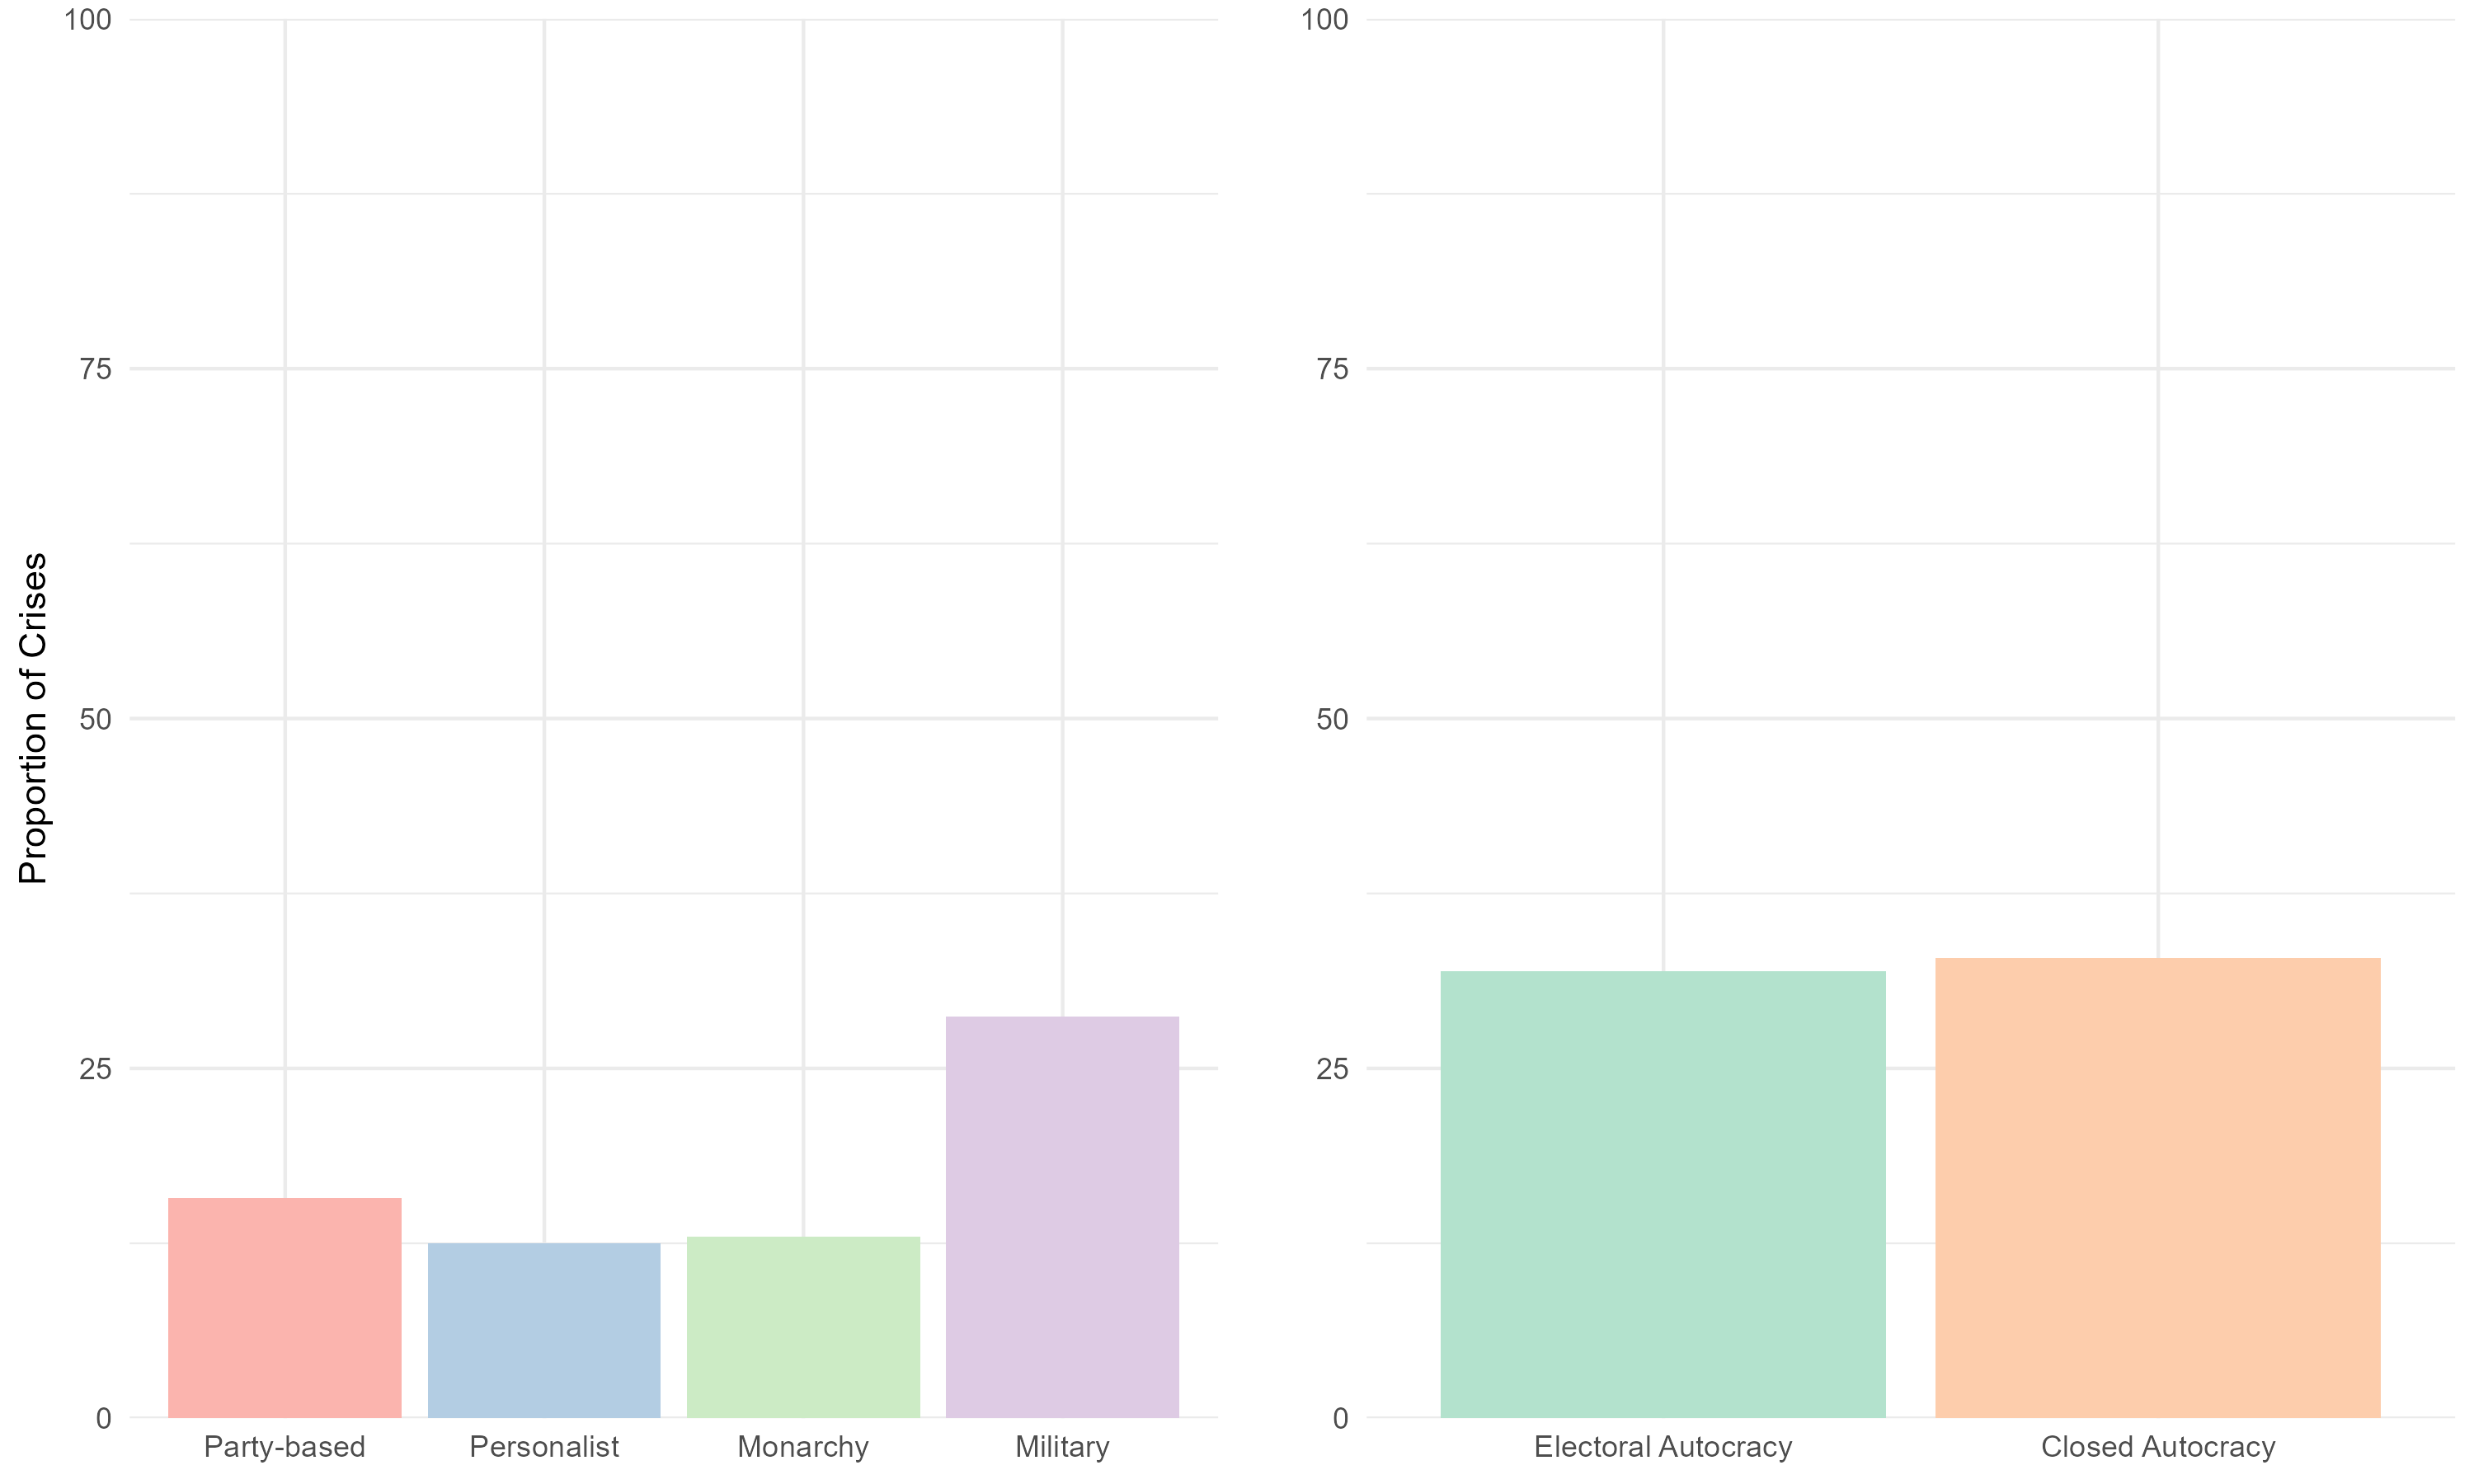 Proportion of Crises
100
75
50
25
0
Party-based
Personalist
Monarchy
Military
100
75
50
25
0
Electoral Autocracy
Closed Autocracy